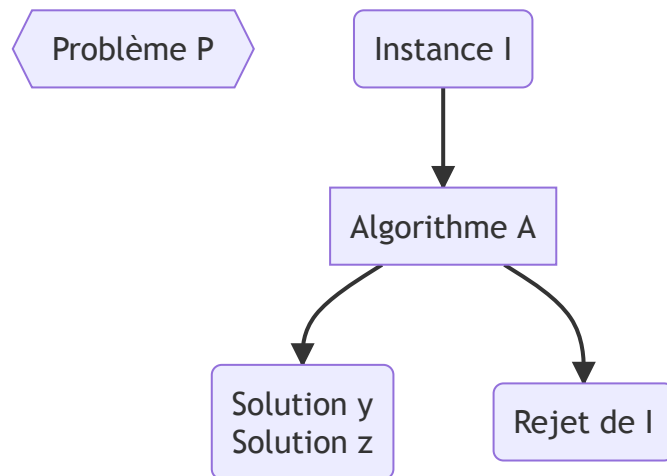 Problème P
Instance I
Algorithme A
Solution y
Solution z
Rejet de I